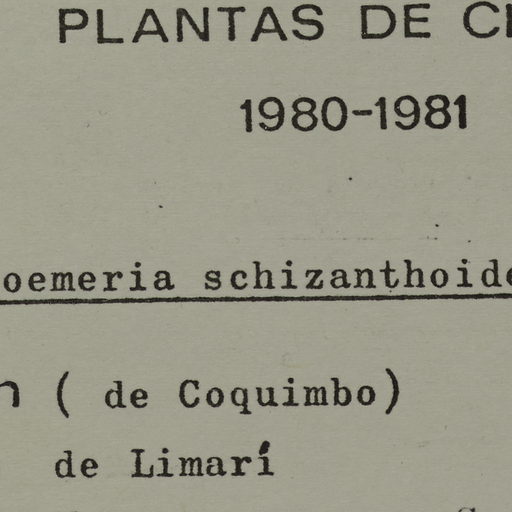 PLANTAS DE
1980-1981
oemeria schizanthoide
( de Coquimbo)
de Limarí